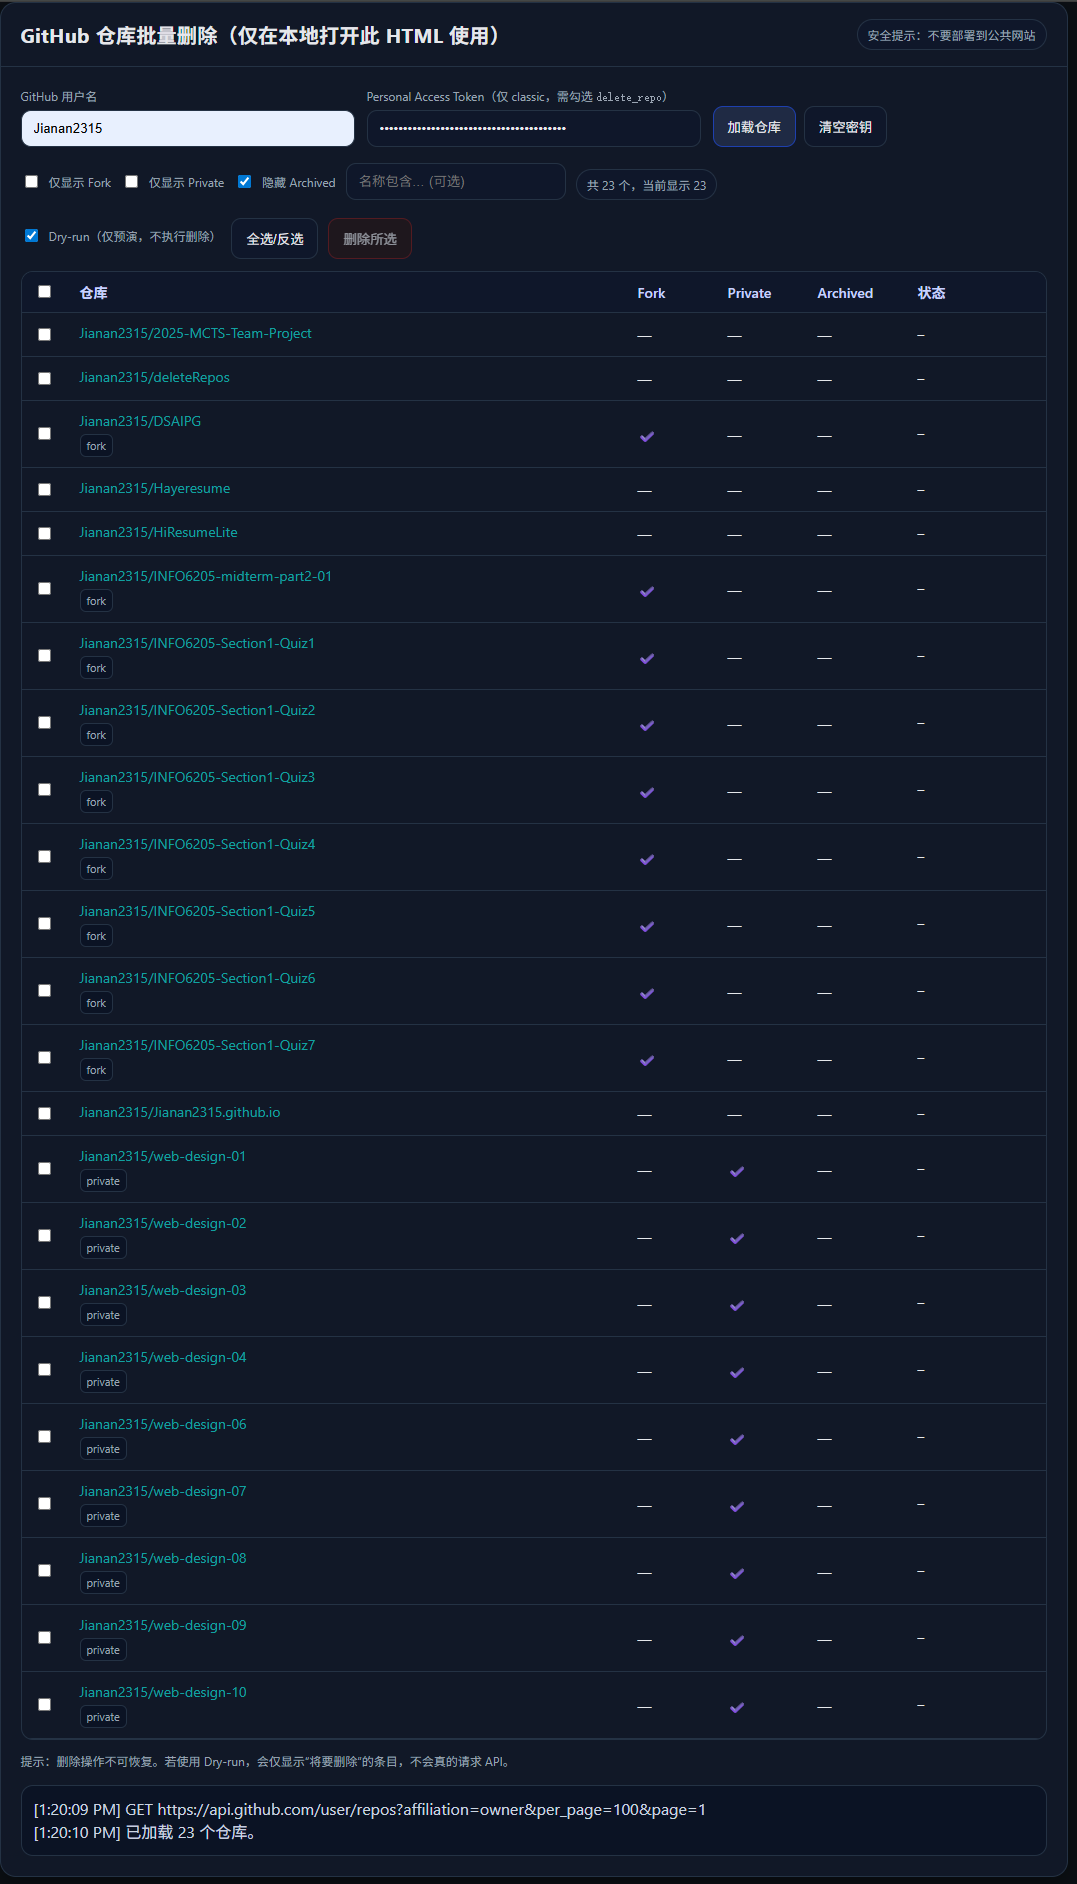 GitHub 仓库批量删除（仅在本地打开此 HTML 使用）
安全提示：不要部署到公共网站
GitHub 用户名
Personal Access Token（仅 classic，需勾选 delete_repo）
Jianan2315
加载仓库
清空密钥
仅显示 Fork
仅显示 Private
隐藏 Archived
名称包含... (可选)
共 23 个，当前显示 23
Dry-run（仅预演，不执行删除）
全选/反选
删除所选
仓库 Fork Private Archived 状态
Jianan2315/2025-MCTS-Team-Project — — — –
Jianan2315/deleteRepos — — — –
Jianan2315/DSAIPG ✔ — — –
fork
Jianan2315/Hayeresume — — — –
Jianan2315/HiResumeLite — — — –
Jianan2315/INFO6205-midterm-part2-01 ✔ — — –
fork
Jianan2315/INFO6205-Section1-Quiz1 ✔ — — –
fork
Jianan2315/INFO6205-Section1-Quiz2 ✔ — — –
fork
Jianan2315/INFO6205-Section1-Quiz3 ✔ — — –
fork
Jianan2315/INFO6205-Section1-Quiz4 ✔ — — –
fork
Jianan2315/INFO6205-Section1-Quiz5 ✔ — — –
fork
Jianan2315/INFO6205-Section1-Quiz6 ✔ — — –
fork
Jianan2315/INFO6205-Section1-Quiz7 ✔ — — –
fork
Jianan2315/Jianan2315.github.io — — — –
Jianan2315/web-design-01 — ✔ — –
private
Jianan2315/web-design-02 — ✔ — –
private
Jianan2315/web-design-03 — ✔ — –
private
Jianan2315/web-design-04 — ✔ — –
private
Jianan2315/web-design-06 — ✔ — –
private
Jianan2315/web-design-07 — ✔ — –
private
Jianan2315/web-design-08 — ✔ — –
private
Jianan2315/web-design-09 — ✔ — –
private
Jianan2315/web-design-10 — ✔ — –
private
提示：删除操作不可恢复。若使用 Dry-run，会仅显示“将要删除”的条目，不会真的请求 API。
[1:20:09 PM] GET https://api.github.com/user/repos?affiliation=owner&per_page=100&page=1
[1:20:10 PM] 已加载 23 个仓库。